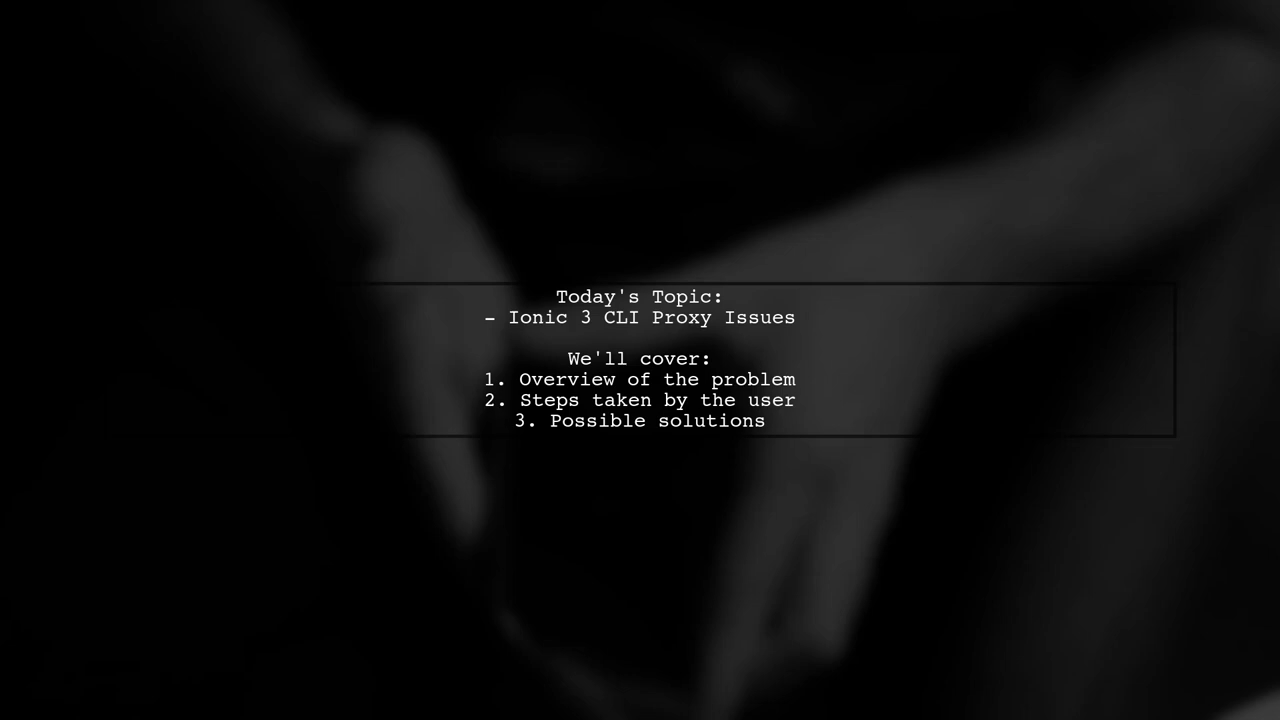 Today's Topic:
– Ionic 3 CLI Proxy Issues
We'll cover:
1. Overview of the problem
2. Steps taken by the user
3. Possible solutions